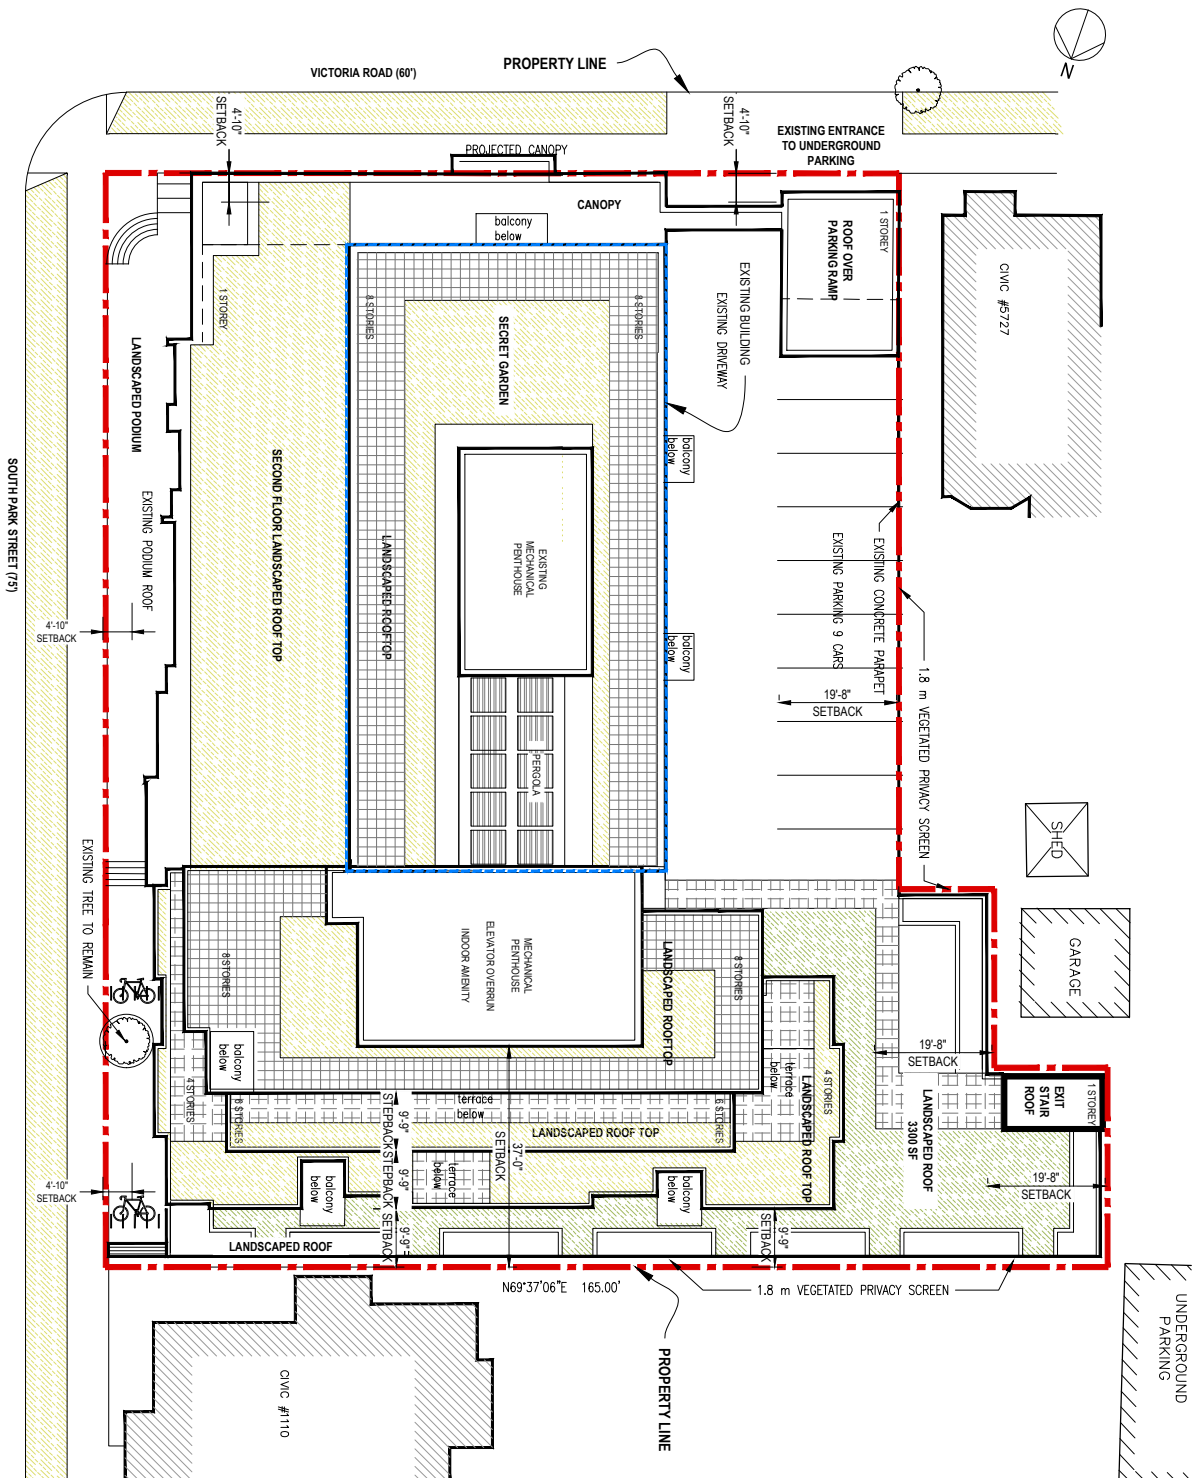 N
PROPERTY LINE
VICTORIA ROAD (60')
4'-10"
SETBACK
4'-10"
SETBACK
EXISTING ENTRANCE
TO UNDERGROUND
PARKING
PROJECTED CANOPY
CANOPY
balcony
below
ROOF OVER
PARKING RAMP
1 STOREY
CIVIC #5727
EXISTING BUILDING
EXISTING DRIVEWAY
1 STOREY
8 STORIES
8 STORIES
SECRET GARDEN
LANDSCAPED PODIUM
EXISTING PODIUM ROOF
SECOND FLOOR LANDSCAPED ROOF TOP
LANDSCAPED ROOFTOP
EXISTING
MECHANICAL
PENTHOUSE
balcony
below
balcony
below
EXISTING PARKING 9 CARS
EXISTING CONCRETE PARAPET
SOUTH PARK STREET (75')
4'-10"
SETBACK
19'-8"
SETBACK
1.8 m VEGETATED PRIVACY SCREEN
PERGOLA
SHED
GARAGE
EXISTING TREE TO REMAIN
MECHANICAL
PENTHOUSE
ELEVATOR OVERRUN
INDOOR AMENITY
8 STORIES
8 STORIES
LANDSCAPED ROOFTOP
balcony
below
4 STORIES
6 STORIES
6 STORIES
terrace
below
terrace
below
4 STORIES
LANDSCAPED ROOF TOP
LANDSCAPED ROOF TOP
19'-8"
SETBACK
EXIT
STAIR
ROOF
1 STOREY
LANDSCAPED ROOF
3300 SF
9'-9"
STEPBACK
9'-9"
STEPBACK
9'-9"
SETBACK
37'-0"
SETBACK
terrace
below
balcony
below
balcony
below
19'-8"
SETBACK
4'-10"
SETBACK
9'-9"
SETBACK
LANDSCAPED ROOF
N69°37'06"E 165.00'
1.8 m VEGETATED PRIVACY SCREEN
PROPERTY LINE
CIVIC #1110
UNDERGROUND
PARKING